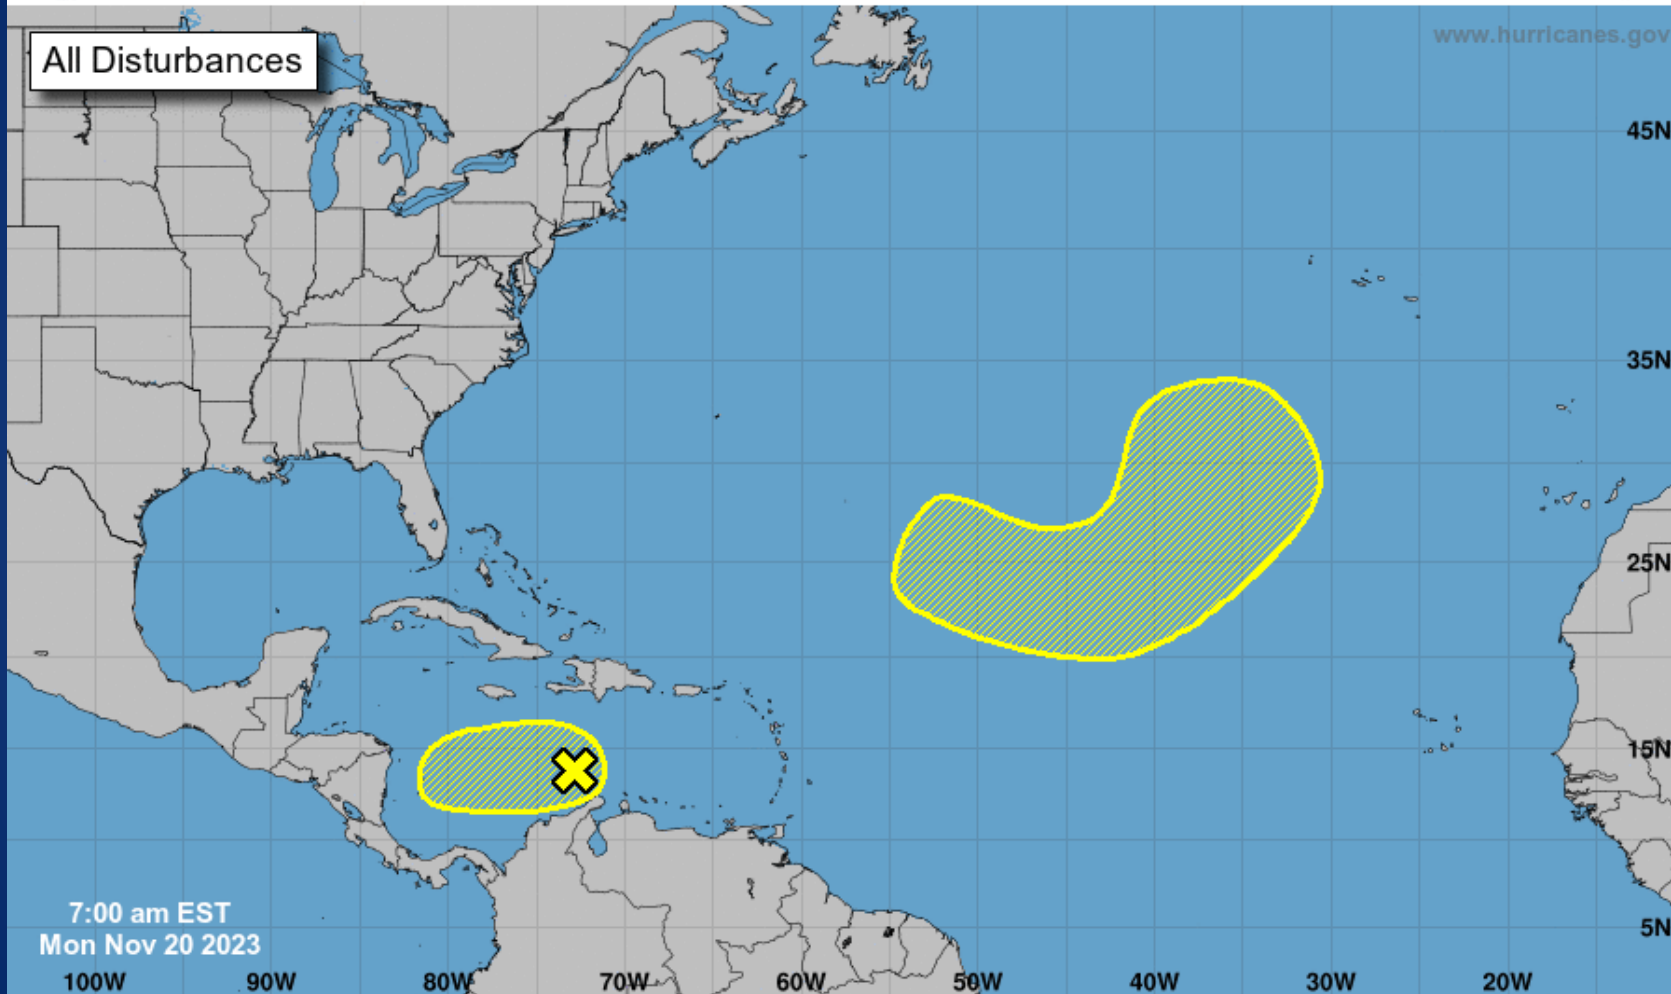 www.hurricanes.gov
All Disturbances
45N
35N
25N
15N
7:00 am EST
5N
Mon Nov 20 2023
100W 90W 80W 70W 60W 50W 40W 30W 20W